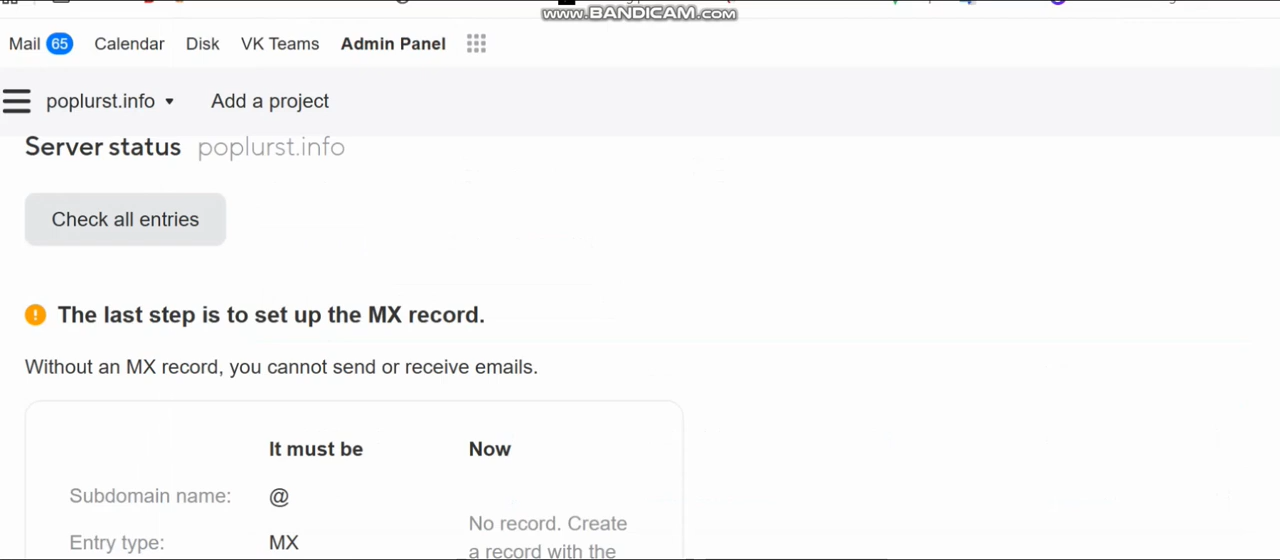 www.BANDICAM.com
Mail 65 Calendar Disk VK Teams Admin Panel
poplurst.info Add a project
Server status poplurst.info
Check all entries
The last step is to set up the MX record.
Without an MX record, you cannot send or receive emails.
It must be Now
Subdomain name: @
No record. Create
Entry type: MX
a record with the